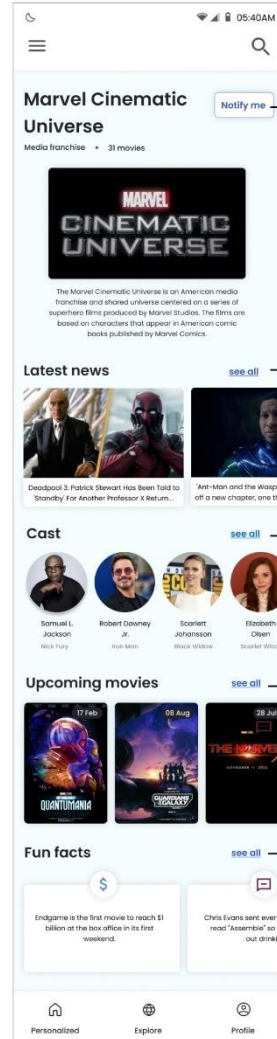 05:40AM
Marvel Cinematic
Universe
Notify me
Media franchise • 31 movies
MARVEL
CINEMATIC
UNIVERSE
The Marvel Cinematic Universe is an American media
franchise and shared universe centered on a series of
superhero films produced by Marvel Studios. The films are
based on characters that appear in American comic
books published by Marvel Comics.
Latest news
see all
Deadpool 3: Patrick Stewart Has Been Told to
'Standby' For Another Professor X Return...
'Ant-Man and the Wasp
off a new chapter, one th
Cast
see all
Samuel L.
Jackson
Nick Fury
Robert Downey
Jr.
Iron Man
Scarlett
Johansson
Black Widow
Elizabeth
Olsen
Scarlet Witc
Upcoming movies
see all
17 Feb
QUANTUMANIA
08 Aug
GUARDIANS
GALAXY
28 Jul
THE MARVE
Fun facts
see all
$
Endgame is the first movie to reach $1
billion at the box office in its first
weekend.
Chris Evans sent ever
read "Assemble" so
out drinki
Personalized
Explore
Profile